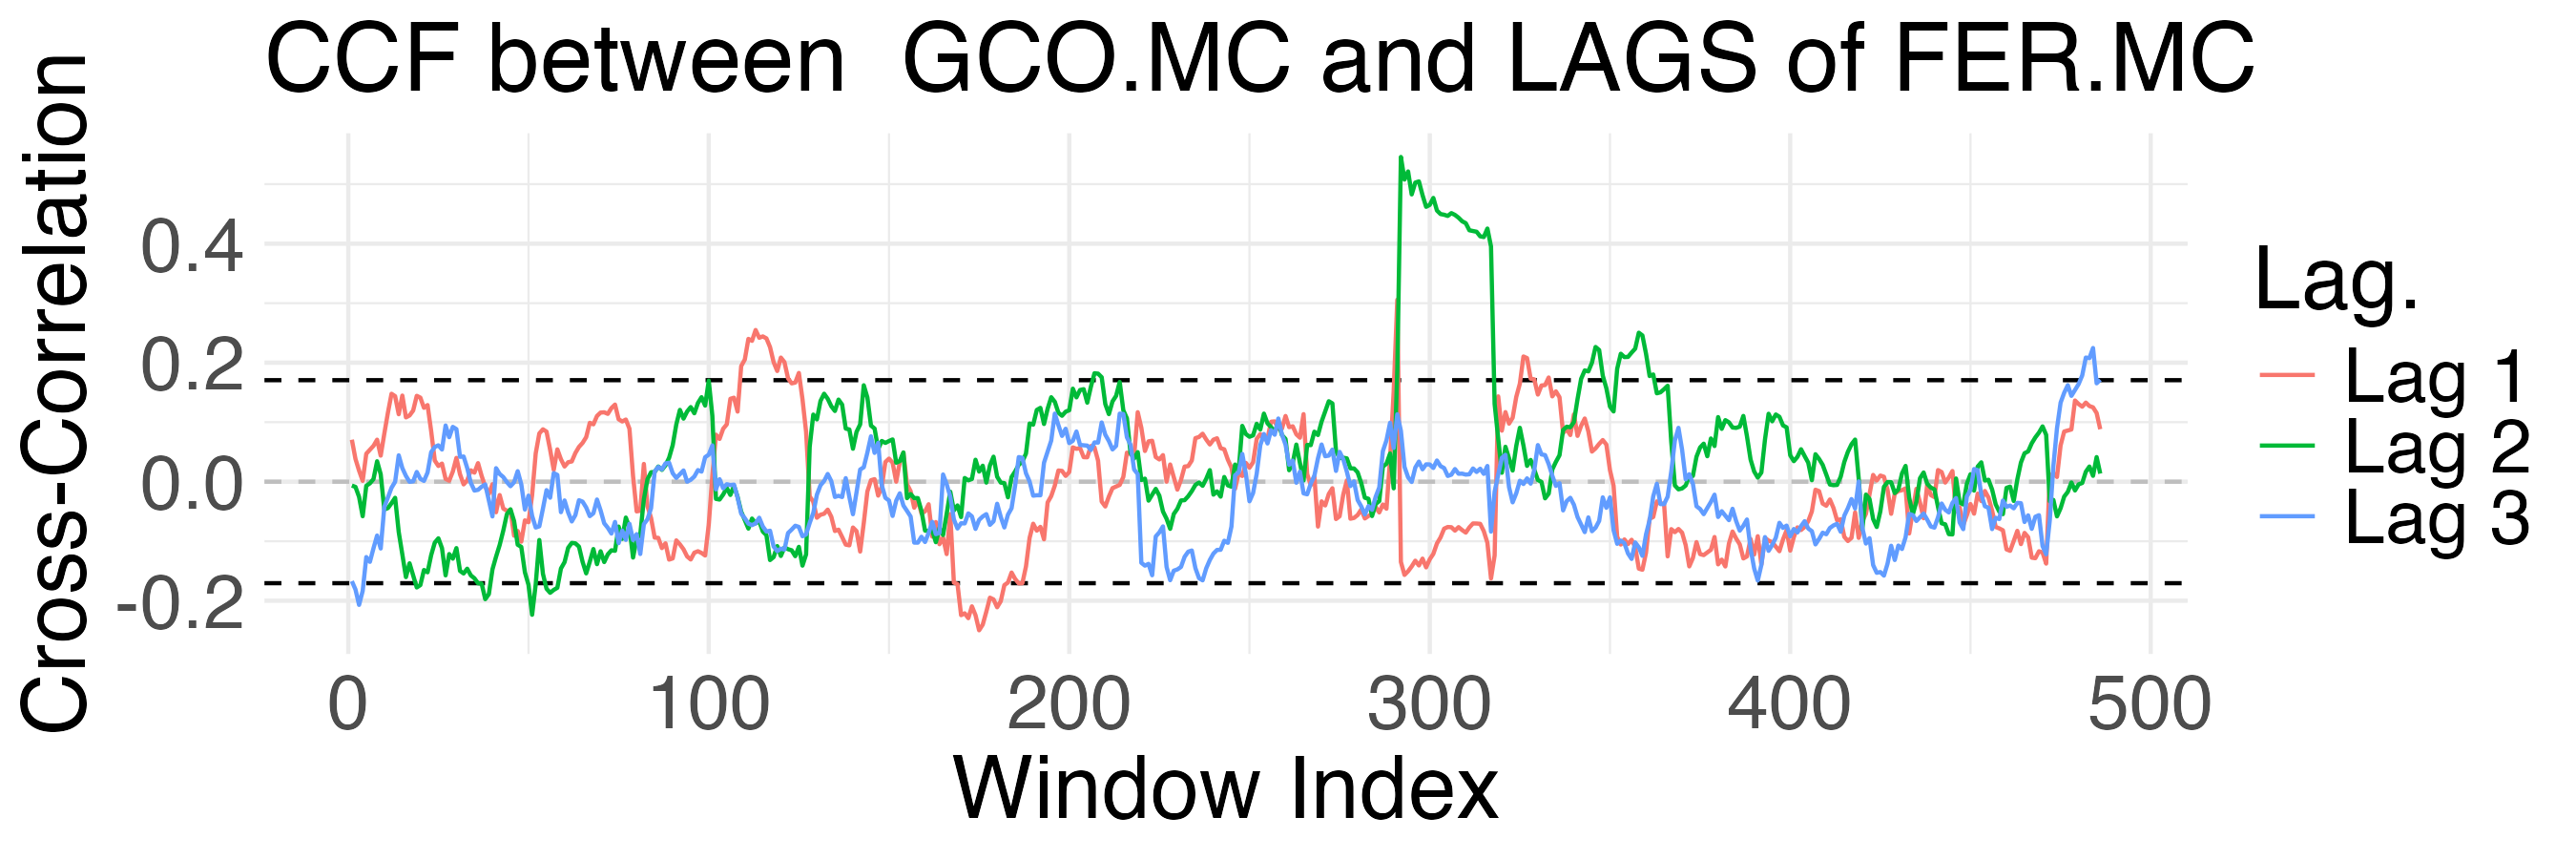 CCF between  GCO.MC and LAGS of FER.MC
Cross-Correlation
0.4
0.2
0.0
-0.2
0
100
200
300
400
500
Window Index
Lag.
Lag 1
Lag 2
Lag 3